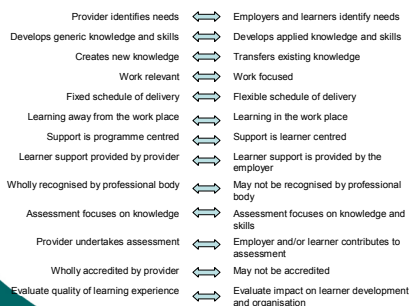 Provider identifies needs Employers and learners identify needs
Develops generic knowledge and skills Develops applied knowledge and skills
Creates new knowledge Transfers existing knowledge
Work relevant Work focused
Fixed schedule of delivery Flexible schedule of delivery
Learning away from the work place Learning in the work place
Support is programme centred Support is learner centred
Learner support provided by provider Learner support is provided by the
employer
Wholly recognised by professional body May not be recognised by professional
body
Assessment focuses on knowledge Assessment focuses on knowledge and
skills
Provider undertakes assessment Employer and/or learner contributes to
assessment
Wholly accredited by provider May not be accredited
Evaluate quality of learning experience Evaluate impact on learner development
and organisation